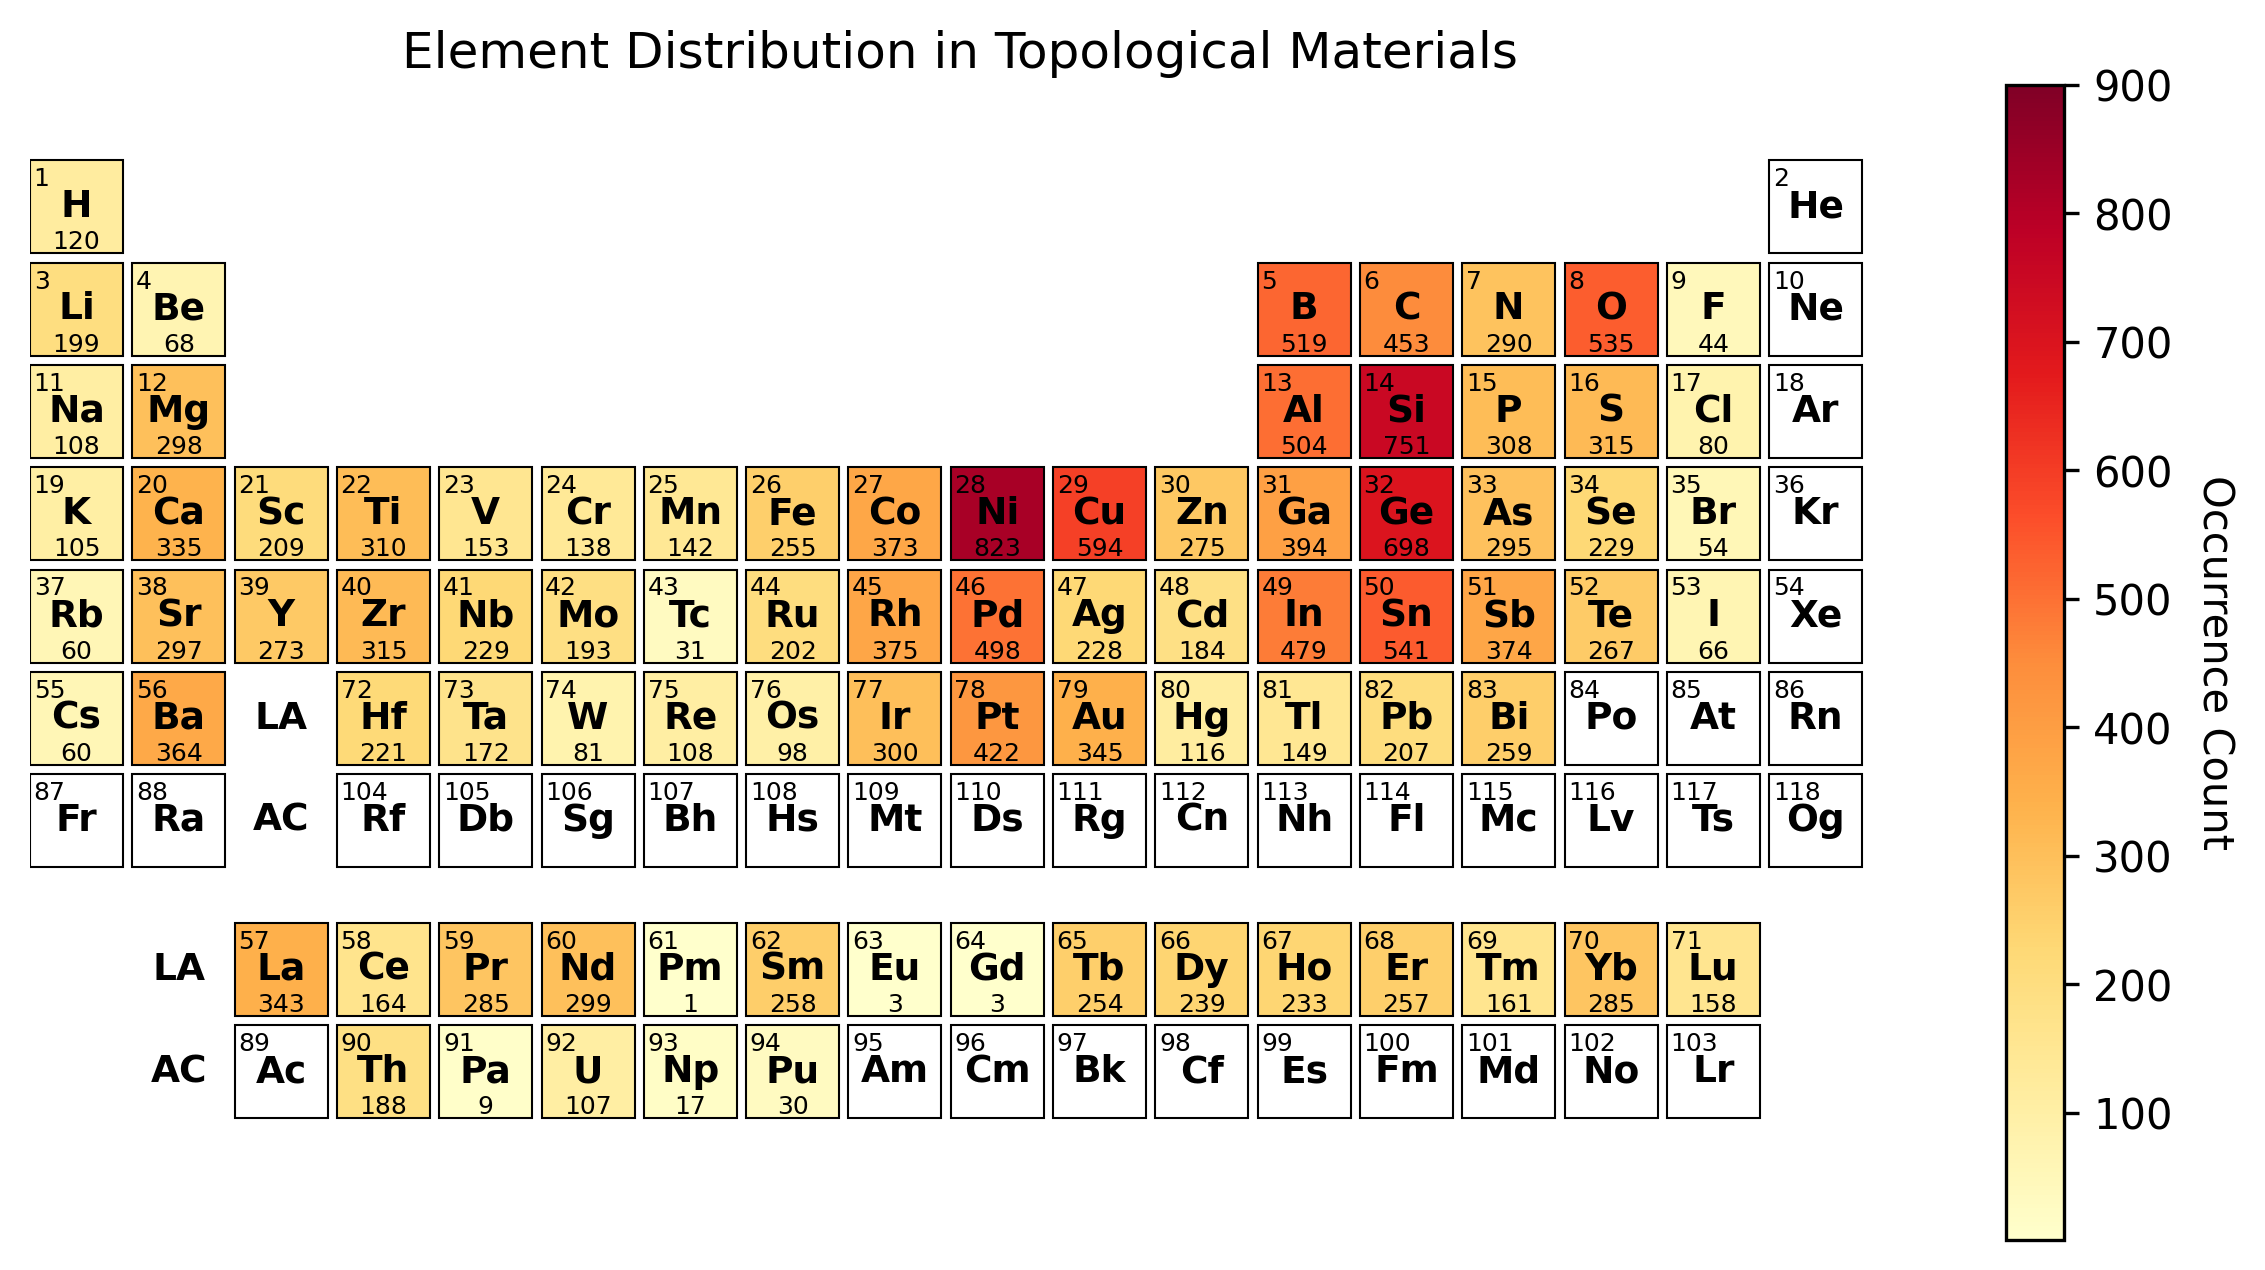 Element Distribution in Topological Materials
1 2
H He
120
3 4 5 6 7 8 9 10
Li Be B C N O F Ne
199 68 519 453 290 535 44
11 12 13 14 15 16 17 18
Na Mg Al Si P S Cl Ar
108 298 504 751 308 315 80
19 20 21 22 23 24 25 26 27 28 29 30 31 32 33 34 35 36
K Ca Sc Ti V Cr Mn Fe Co Ni Cu Zn Ga Ge As Se Br Kr
105 335 209 310 153 138 142 255 373 823 594 275 394 698 295 229 54
37 38 39 40 41 42 43 44 45 46 47 48 49 50 51 52 53 54
Rb Sr Y Zr Nb Mo Tc Ru Rh Pd Ag Cd In Sn Sb Te I Xe
60 297 273 315 229 193 31 202 375 498 228 184 479 541 374 267 66
55 56 72 73 74 75 76 77 78 79 80 81 82 83 84 85 86
Cs Ba LA Hf Ta W Re Os Ir Pt Au Hg Tl Pb Bi Po At Rn
60 364 221 172 81 108 98 300 422 345 116 149 207 259
87 88 104 105 106 107 108 109 110 111 112 113 114 115 116 117 118
Fr Ra AC Rf Db Sg Bh Hs Mt Ds Rg Cn Nh Fl Mc Lv Ts Og
57 58 59 60 61 62 63 64 65 66 67 68 69 70 71
LA La Ce Pr Nd Pm Sm Eu Gd Tb Dy Ho Er Tm Yb Lu
343 164 285 299 1 258 3 3 254 239 233 257 161 285 158
89 90 91 92 93 94 95 96 97 98 99 100 101 102 103
AC Ac Th Pa U Np Pu Am Cm Bk Cf Es Fm Md No Lr
188 9 107 17 30
900
800
700
600
500
400
300
200
100
Occurrence Count